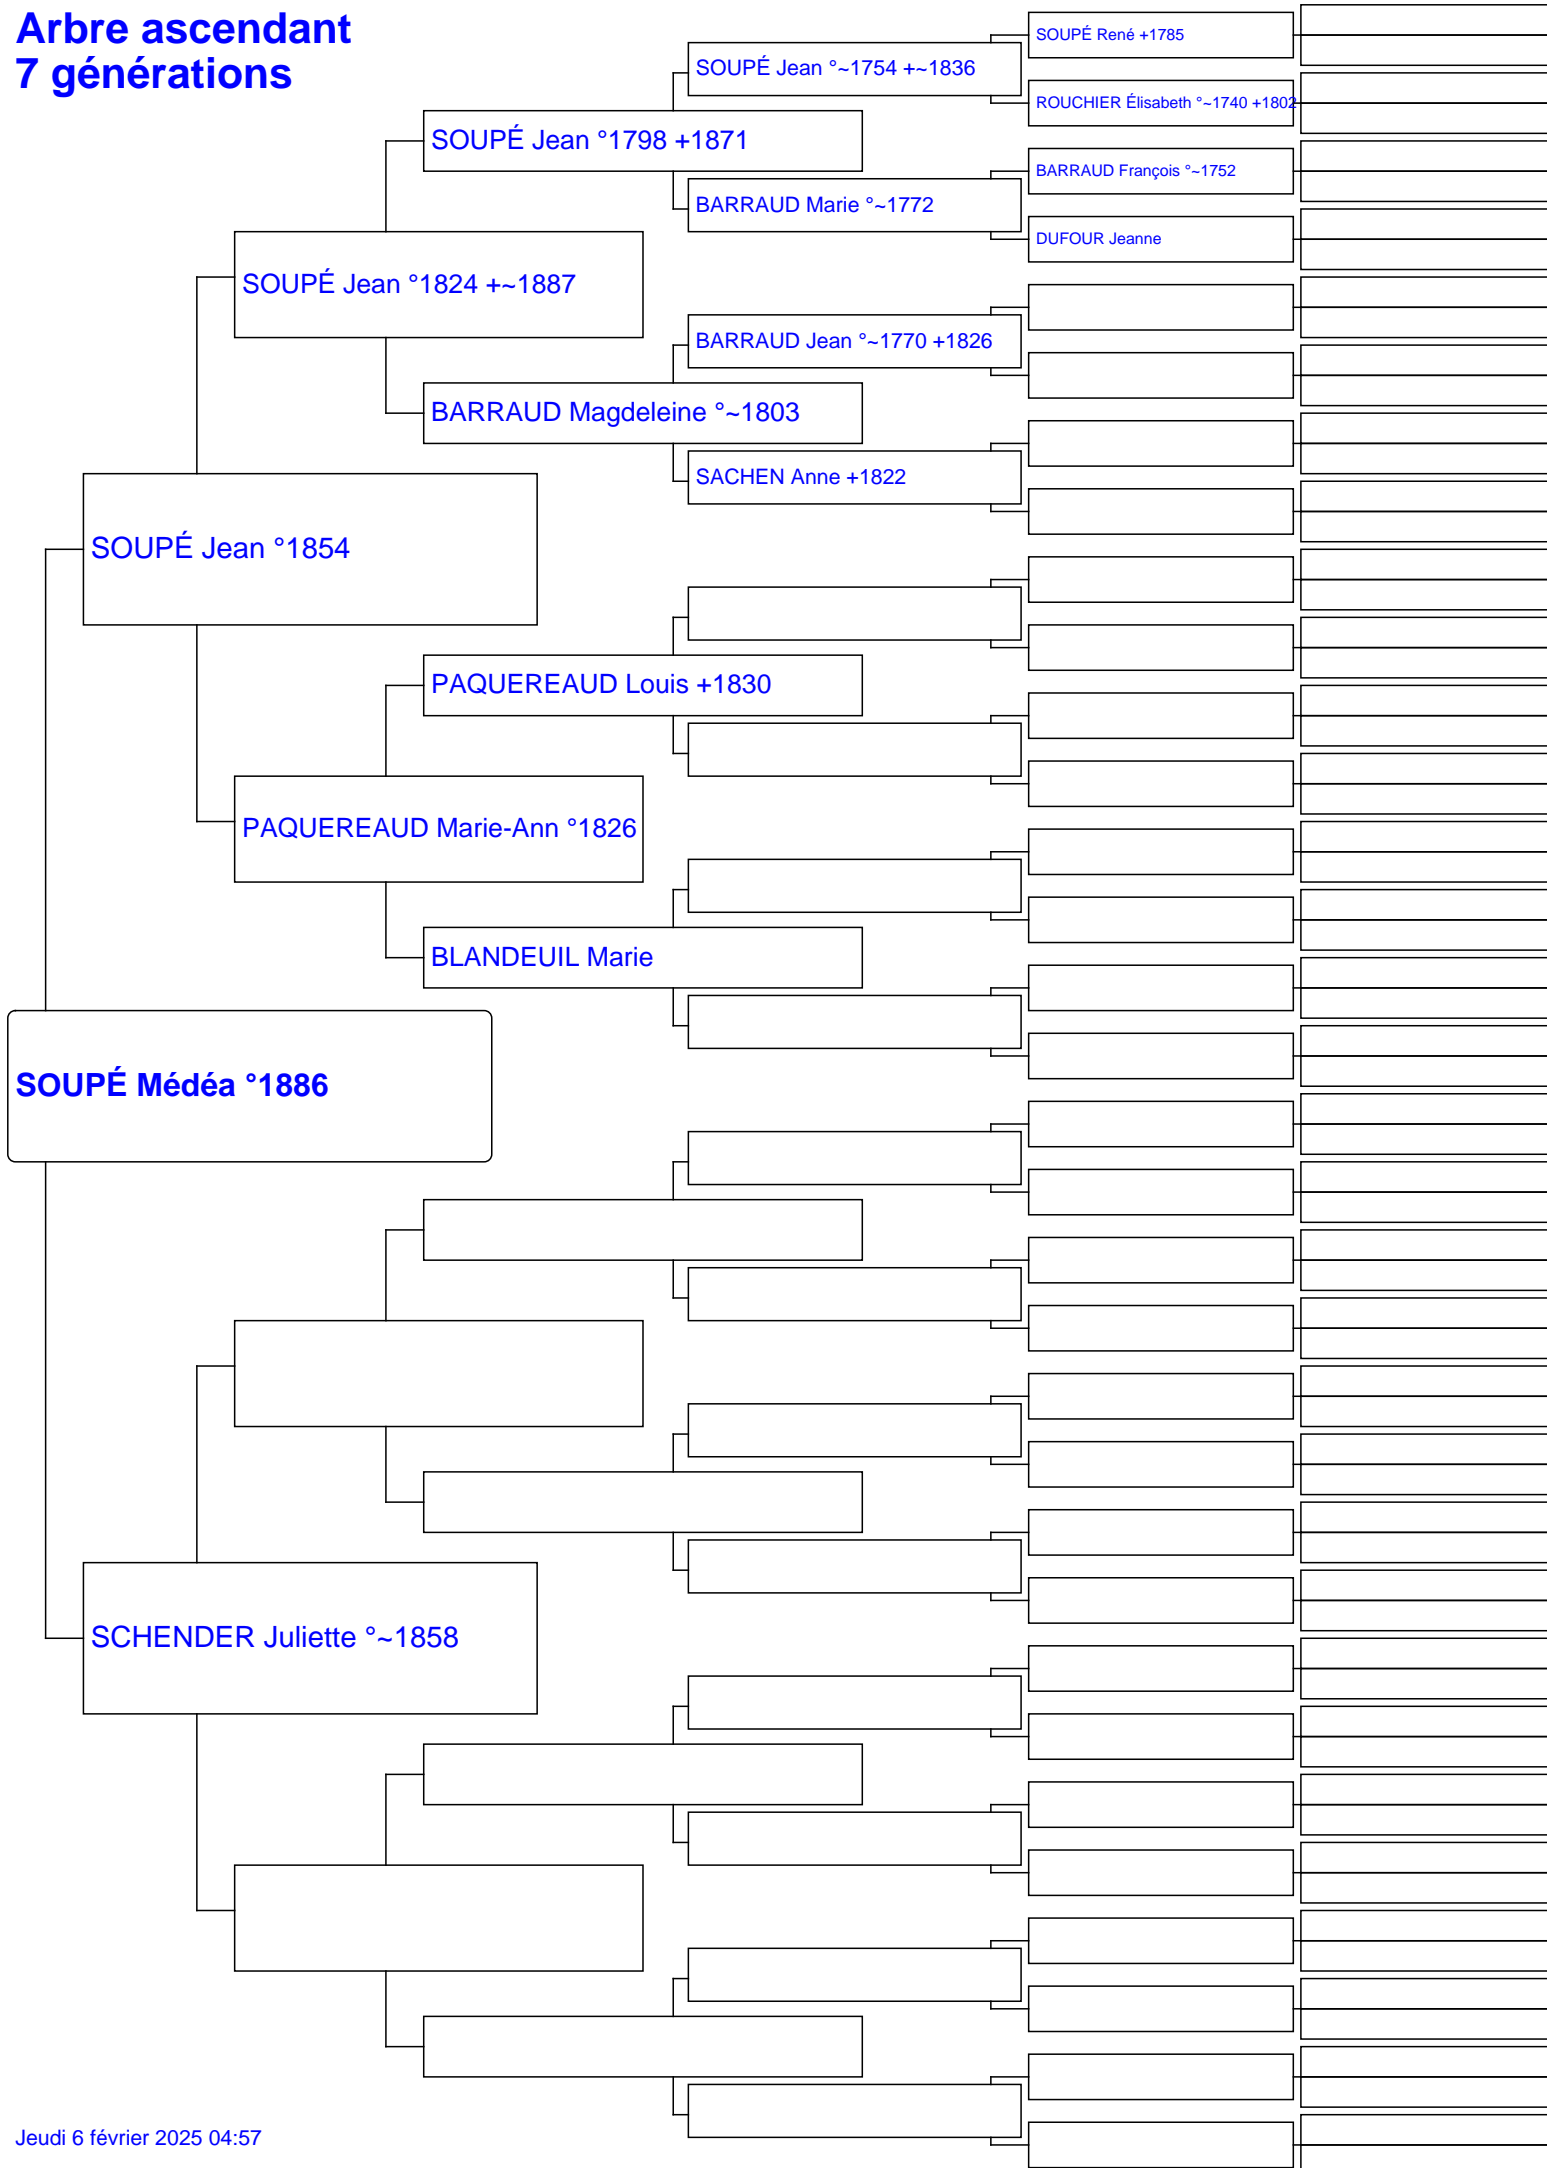 Arbre ascendant
7 générations
SOUPÉ René +1785
SOUPÉ Jean °~1754 +~1836
ROUCHIER Élisabeth °~1740 +1802
SOUPÉ Jean °1798 +1871
BARRAUD François °~1752
BARRAUD Marie °~1772
DUFOUR Jeanne
SOUPÉ Jean °1824 +~1887
BARRAUD Jean °~1770 +1826
BARRAUD Magdeleine °~1803
SACHEN Anne +1822
SOUPÉ Jean °1854
PAQUEREAUD Louis +1830
PAQUEREAUD Marie-Ann °1826
BLANDEUIL Marie
SOUPÉ Médéa °1886
SCHENDER Juliette °~1858
Jeudi 6 février 2025 04:57